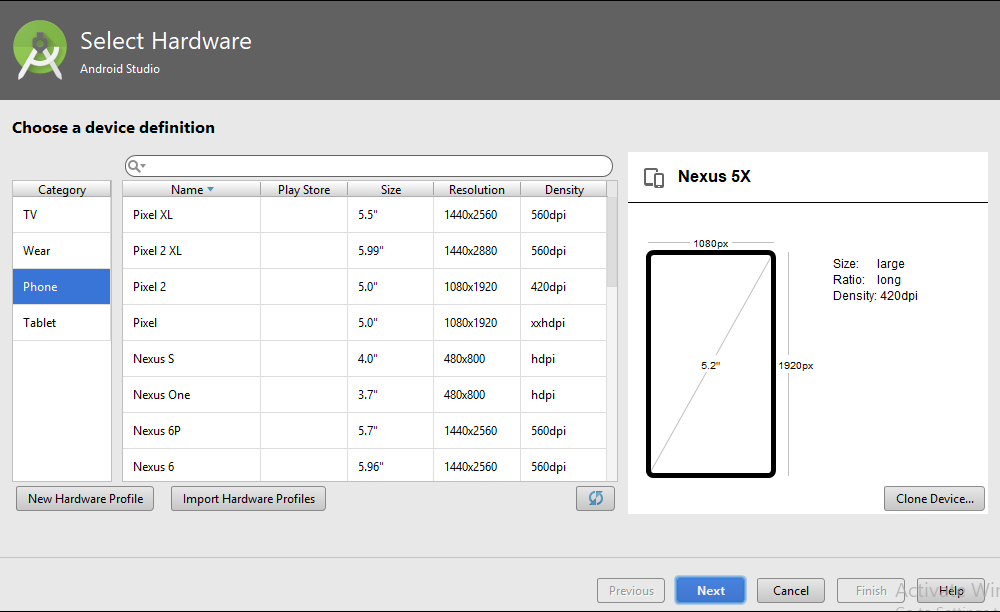 Select Hardware
Android Studio
Choose a device definition
Category
TV
Wear
Phone
Tablet
Name Play Store Size Resolution Density
Pixel XL 5.5" 1440x2560 560dpi
Pixel 2 XL 5.99" 1440x2880 560dpi
Pixel 2 5.0" 1080x1920 420dpi
Pixel 5.0" 1080x1920 xxhdpi
Nexus S 4.0" 480x800 hdpi
Nexus One 3.7" 480x800 hdpi
Nexus 6P 5.7" 1440x2560 560dpi
Nexus 6 5.96" 1440x2560 560dpi
New Hardware Profile Import Hardware Profiles
Nexus 5X
1080px
5.2"
1920px
Size: large
Ratio: long
Density: 420dpi
Clone Device...
Previous Next Cancel Finish Help
Activate Win